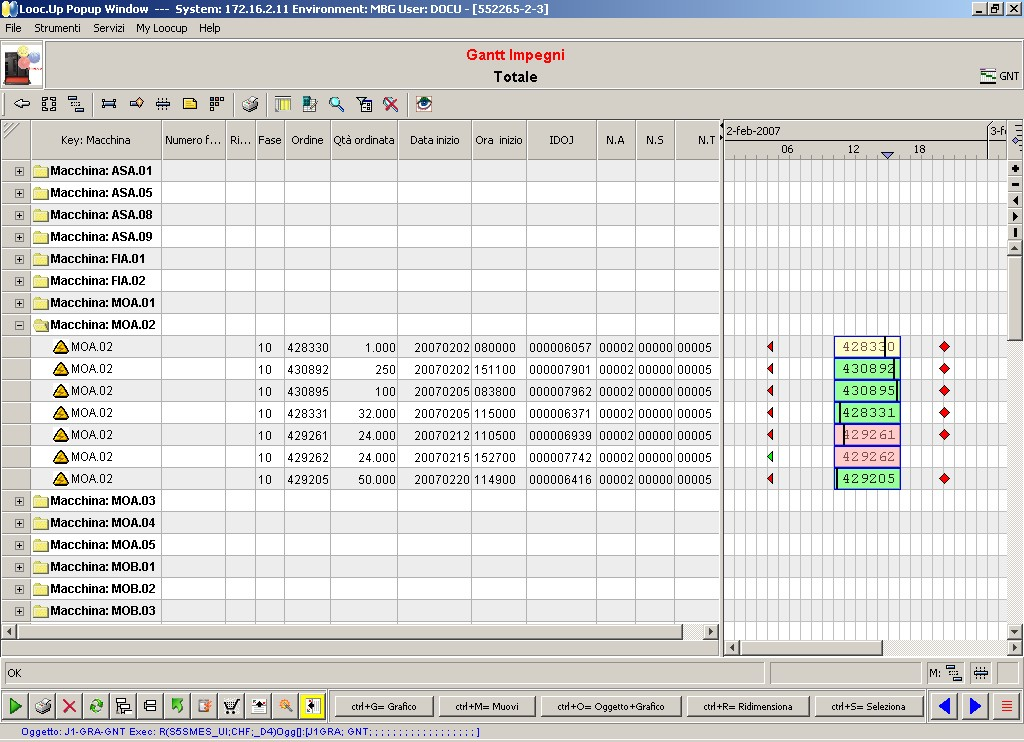 Looc.Up Popup Window --- System: 172.16.2.11 Environment: MBG User: DOCU - [552265-2-3]
File Strumenti Servizi My Loocup Help
Gantt Impegni
Totale
GNT
Key: Macchina Numero f... Ri... Fase Ordine Qtà ordinata Data inizio Ora inizio IDOJ N.A N.S N.T 2-feb-2007 3-f
06 12 18
Macchina: ASA.01
Macchina: ASA.05
Macchina: ASA.08
Macchina: ASA.09
Macchina: FIA.01
Macchina: FIA.02
Macchina: MOA.01
Macchina: MOA.02
MOA.02 10 428330 1.000 20070202 080000 000006057 00002 00000 00005 428330
MOA.02 10 430892 250 20070202 151100 000007901 00002 00000 00005 430892
MOA.02 10 430895 100 20070205 083800 000007962 00002 00000 00005 430895
MOA.02 10 428331 32.000 20070205 115000 000006371 00002 00000 00005 428331
MOA.02 10 429261 24.000 20070212 110500 000006939 00002 00000 00005 429261
MOA.02 10 429262 24.000 20070215 152700 000007742 00002 00000 00005 429262
MOA.02 10 429205 50.000 20070220 114900 000006416 00002 00000 00005 429205
Macchina: MOA.03
Macchina: MOA.04
Macchina: MOA.05
Macchina: MOB.01
Macchina: MOB.02
Macchina: MOB.03
OK M:
ctrl+G= Grafico ctrl+M= Muovi ctrl+O= Oggetto+Grafico ctrl+R= Ridimensiona ctrl+S= Seleziona
Oggetto: J1-GRA-GNT Exec: R(S5SMES_UI;CHF;_D4)Ogg[]:[J1GRA; GNT; ; ; ; ; ; ; ; ; ; ; ; ; ; ; ; ; ; ]